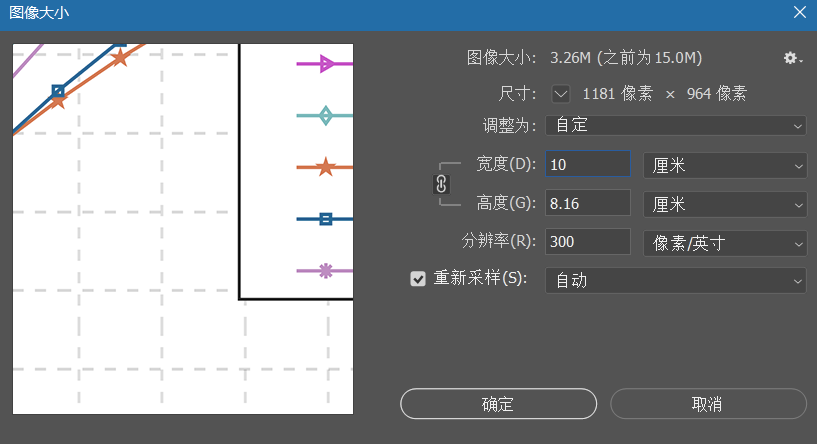 图像大小
图像大小: 3.26M (之前为15.0M)
尺寸: 1181 像素 × 964 像素
调整为: 自定
宽度(D): 10 厘米
高度(G): 8.16 厘米
分辨率(R): 300 像素/英寸
重新采样(S): 自动
确定 取消